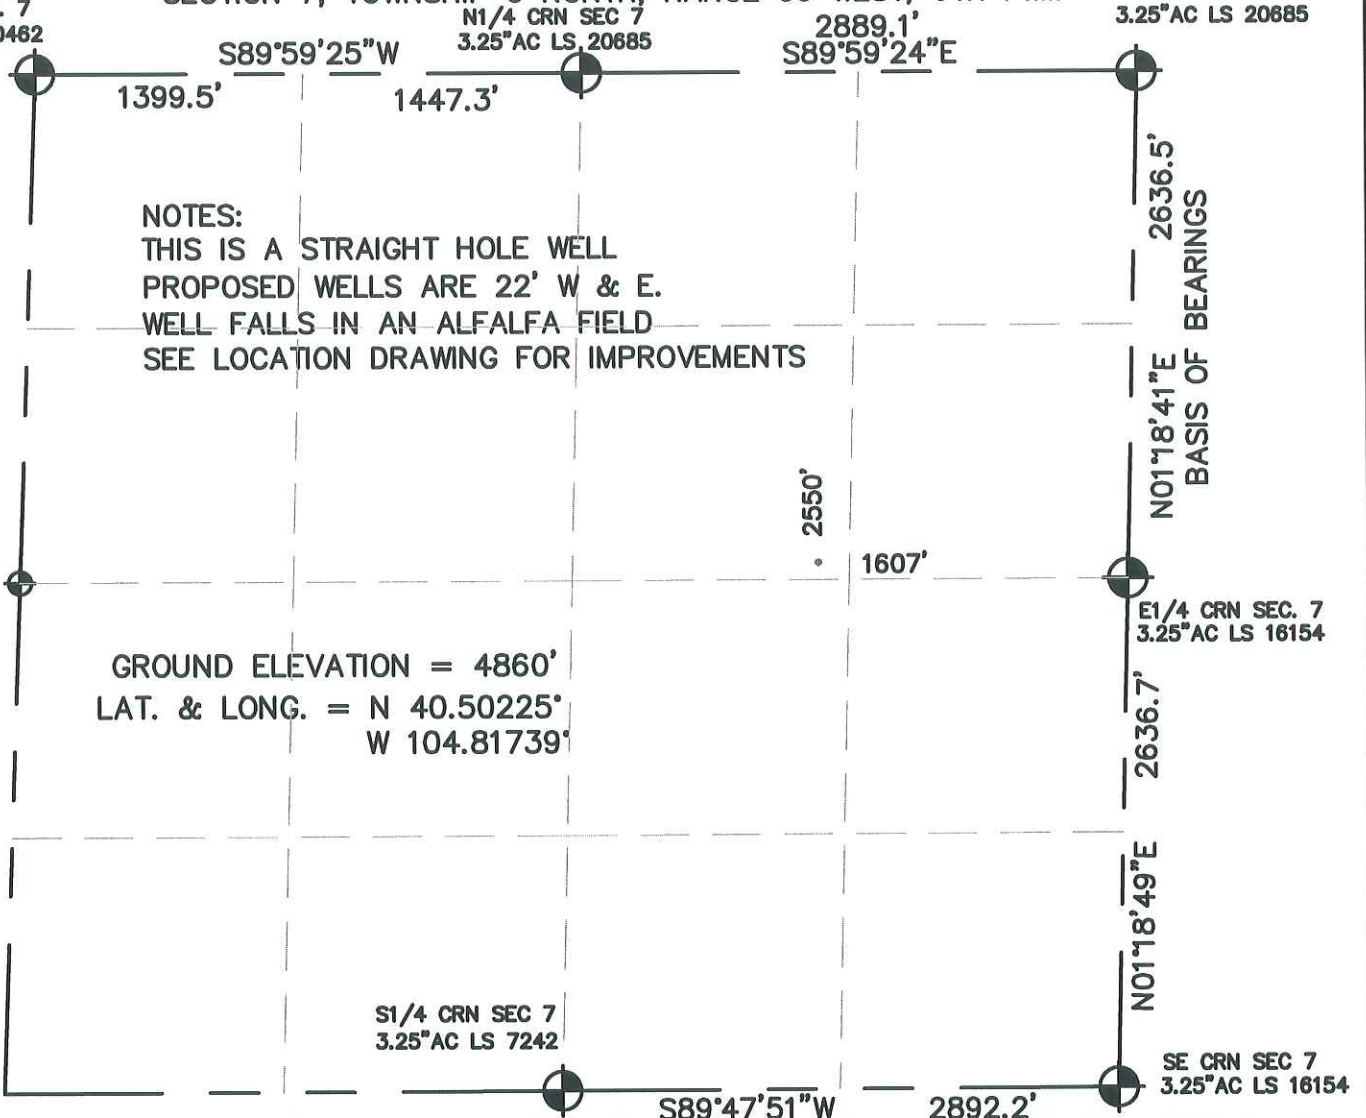 . 7
N1/4 CRN SEC 7
3.25"AC LS 20685
0462
S89°59'25"W
1399.5'
1447.3'
2889.1'
S89°59'24"E
3.25"AC LS 20685
2636.5'
N01°18'41"E
BASIS OF BEARINGS
NOTES:
THIS IS A STRAIGHT HOLE WELL
PROPOSED WELLS ARE 22' W & E.
WELL FALLS IN AN ALFALFA FIELD
SEE LOCATION DRAWING FOR IMPROVEMENTS
2550'
1607'
E1/4 CRN SEC. 7
3.25"AC LS 16154
GROUND ELEVATION = 4860'
LAT. & LONG. = N 40.50225°
W 104.81739°
2636.7'
N01°18'49"E
S1/4 CRN SEC 7
3.25"AC LS 7242
SE CRN SEC 7
3.25"AC LS 16154
S89°47'51"W
2892.2'